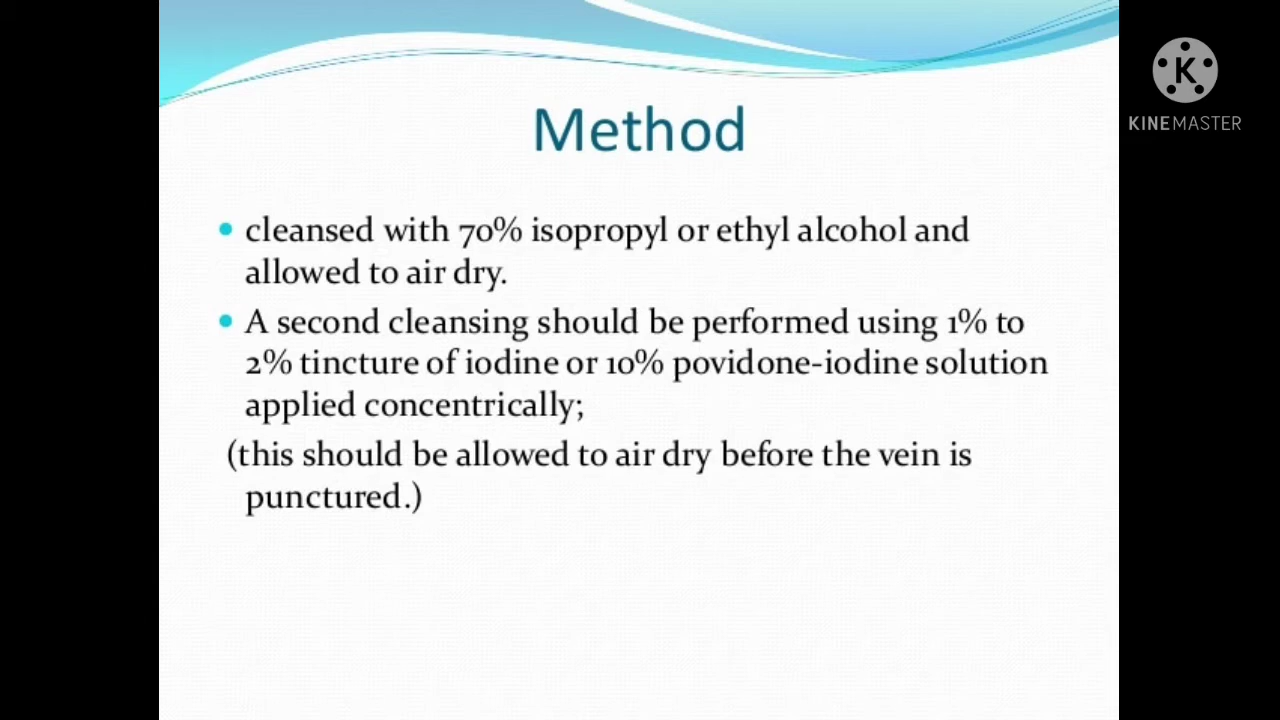 K
KINEMASTER
Method
• cleansed with 70% isopropyl or ethyl alcohol and
allowed to air dry.
• A second cleansing should be performed using 1% to
2% tincture of iodine or 10% povidone-iodine solution
applied concentrically;
(this should be allowed to air dry before the vein is
punctured.)